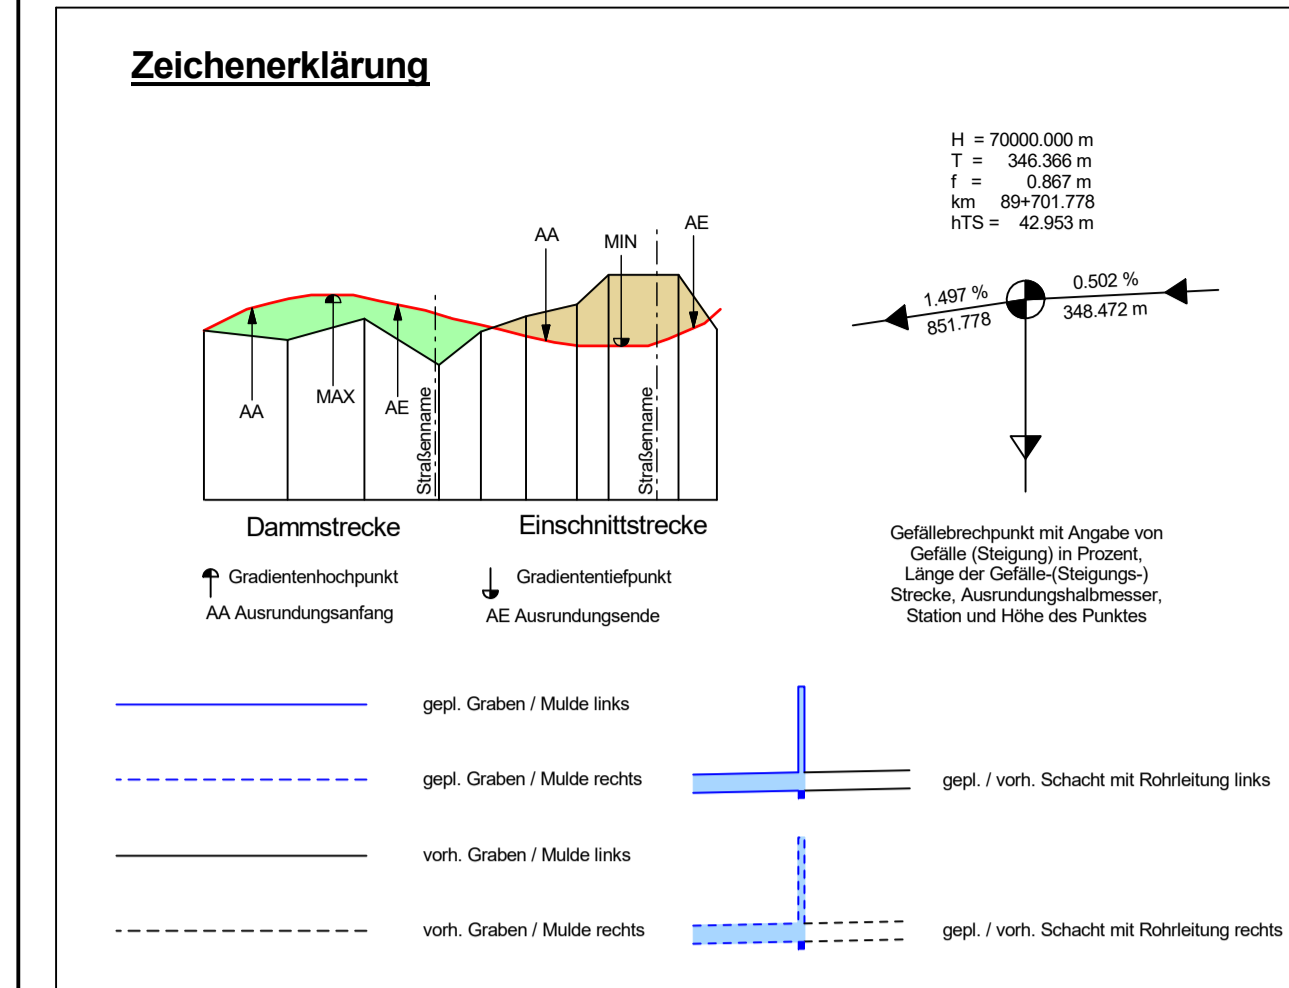 Zeichenerklärung
H = 70000.000 m
T = 346.366 m
f = 0.867 m
km 89+701.778
hTS = 42.953 m
AA
MIN
AE
1.497 %
851.778
0.502 %
348.472 m
AA
MAX
AE
Straßenname
Straßenname
Dammstrecke
Einschnittstrecke
Gradientenhochpunkt
Gradiententiefpunkt
AA Ausrundungsanfang
AE Ausrundungsende
Gefällebrechpunkt mit Angabe von
Gefälle (Steigung) in Prozent,
Länge der Gefälle-(Steigungs-)
Strecke, Ausrundungshalbmesser,
Station und Höhe des Punktes
gepl. Graben / Mulde links
gepl. Graben / Mulde rechts
gepl. / vorh. Schacht mit Rohrleitung links
vorh. Graben / Mulde links
vorh. Graben / Mulde rechts
gepl. / vorh. Schacht mit Rohrleitung rechts